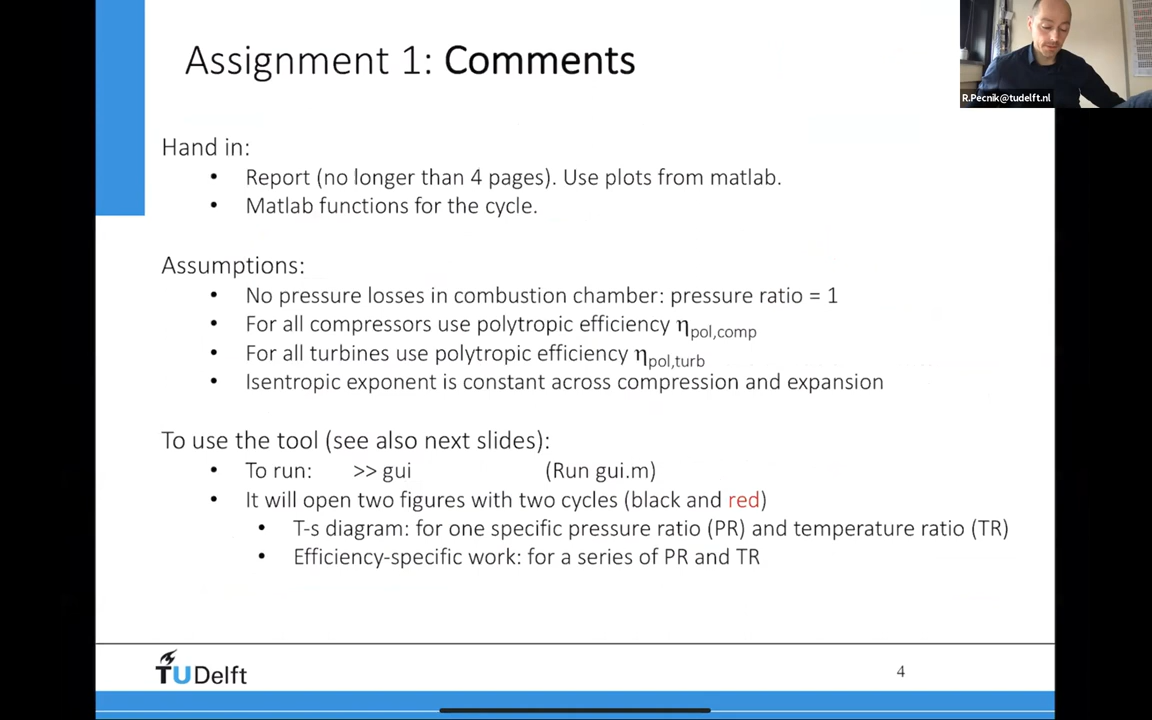 Assignment 1: Comments
R.Pecnik@tudelft.nl
Hand in:
• Report (no longer than 4 pages). Use plots from matlab.
• Matlab functions for the cycle.
Assumptions:
• No pressure losses in combustion chamber: pressure ratio = 1
• For all compressors use polytropic efficiency ηpol,comp
• For all turbines use polytropic efficiency ηpol,turb
• Isentropic exponent is constant across compression and expansion
To use the tool (see also next slides):
• To run: >> gui (Run gui.m)
• It will open two figures with two cycles (black and red)
• T-s diagram: for one specific pressure ratio (PR) and temperature ratio (TR)
• Efficiency-specific work: for a series of PR and TR
TUDelft
4